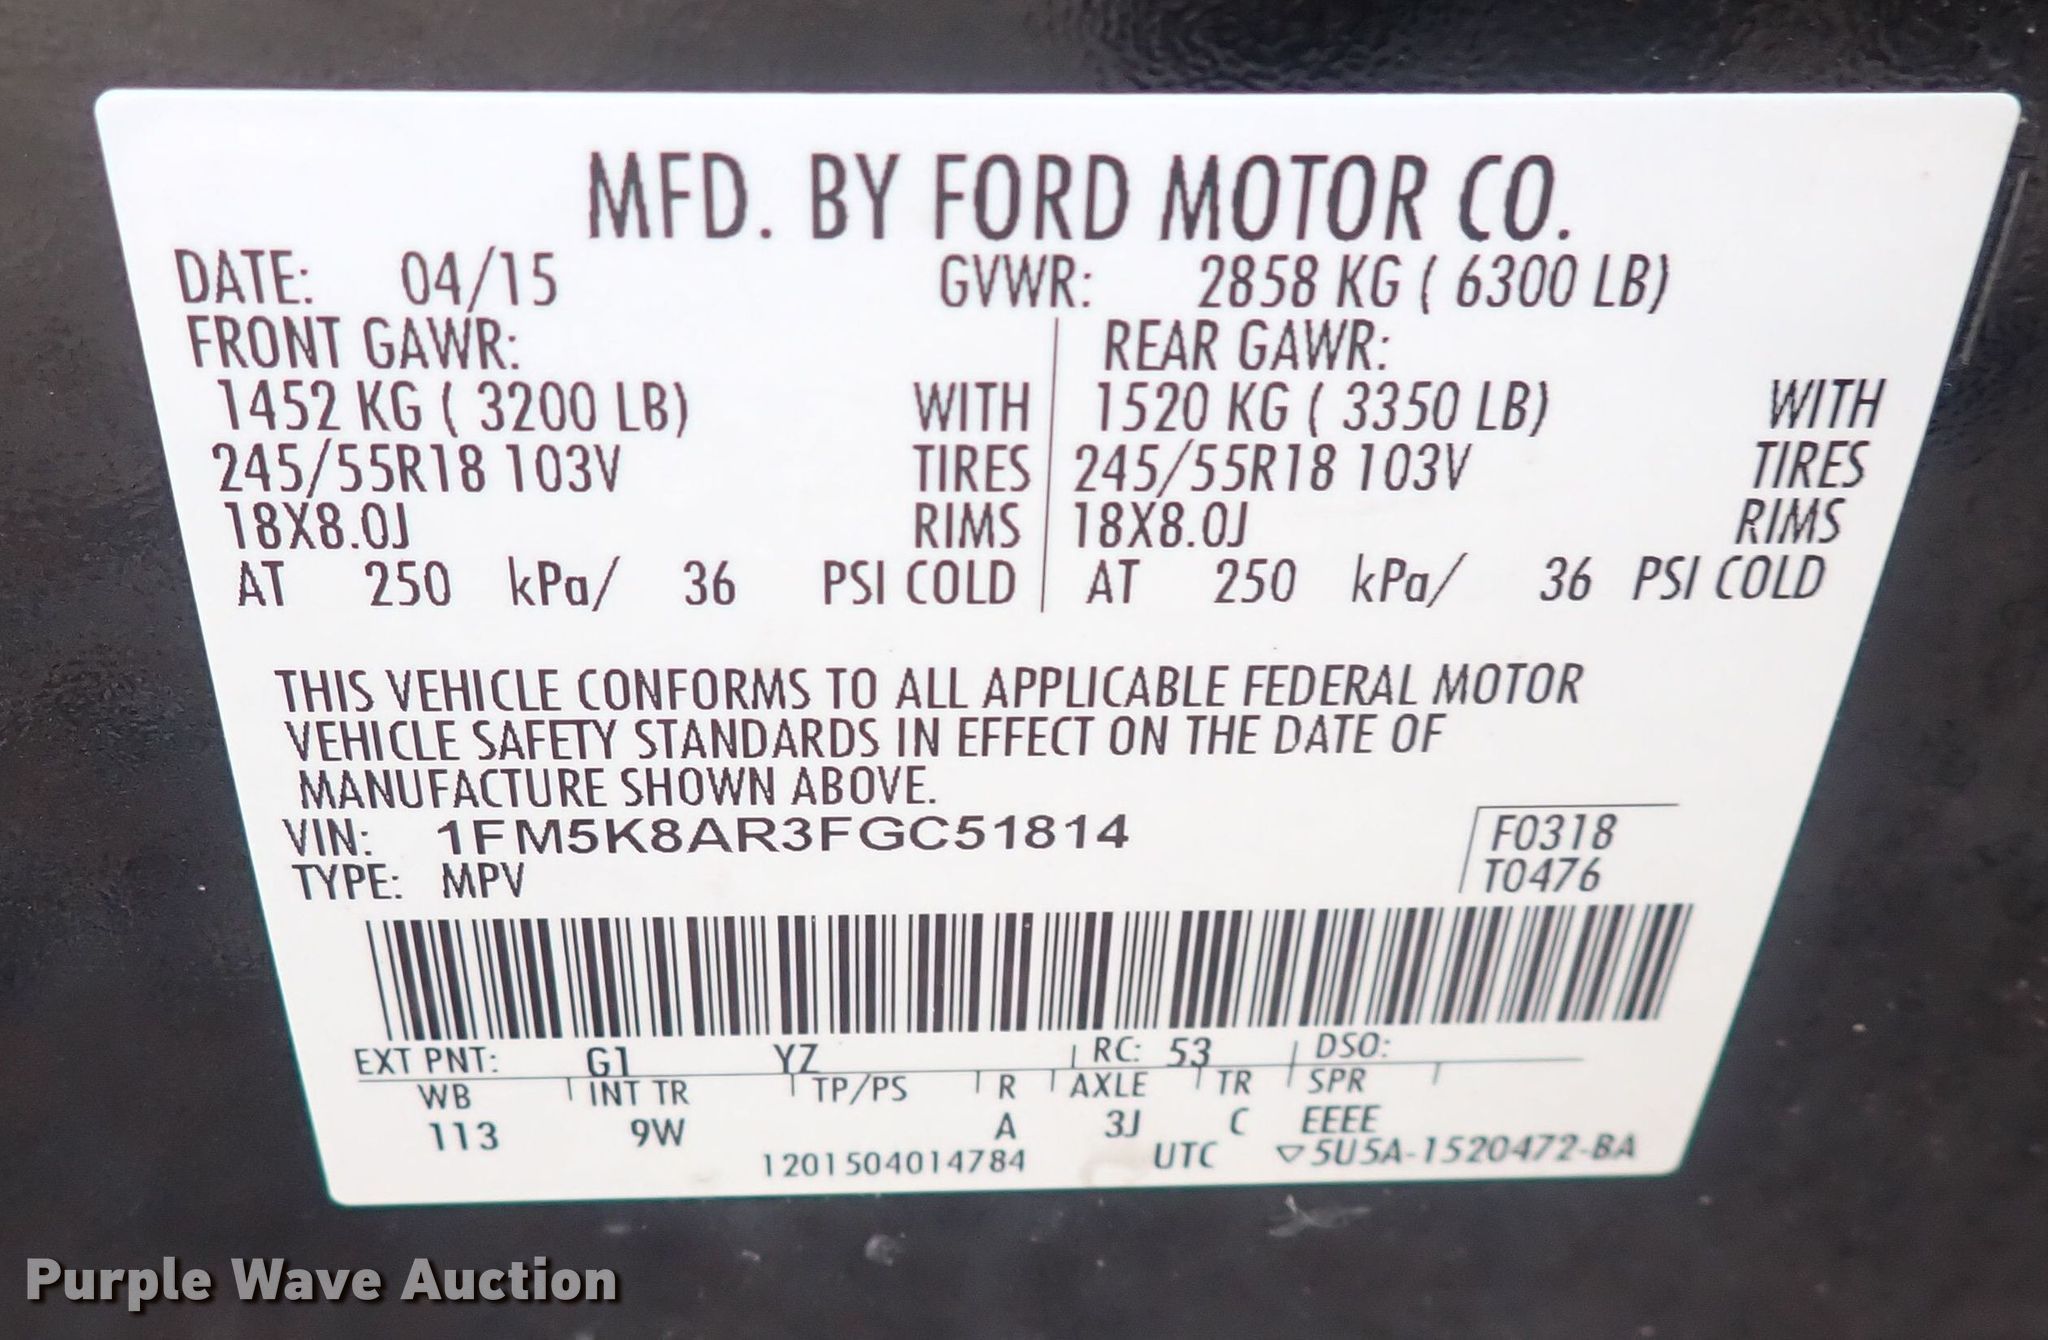 MFD. BY FORD MOTOR CO.
DATE: 04/15 GVWR: 2858 KG ( 6300 LB)
FRONT GAWR: REAR GAWR:
1452 KG ( 3200 LB) WITH 1520 KG ( 3350 LB) WITH
245/55R18 103V TIRES 245/55R18 103V TIRES
18X8.0J RIMS 18X8.0J RIMS
AT 250 kPa/ 36 PSI COLD AT 250 kPa/ 36 PSI COLD
THIS VEHICLE CONFORMS TO ALL APPLICABLE FEDERAL MOTOR
VEHICLE SAFETY STANDARDS IN EFFECT ON THE DATE OF
MANUFACTURE SHOWN ABOVE.
VIN: 1FM5K8AR3FGC51814 F0318
TYPE: MPV T0476
EXT PNT: G1 YZ RC: 53 DSO:
WB INT TR TP/PS R AXLE TR SPR
113 9W A 3J C EEEE
1201504014784 UTC ▽5U5A-1520472-BA
Purple Wave Auction